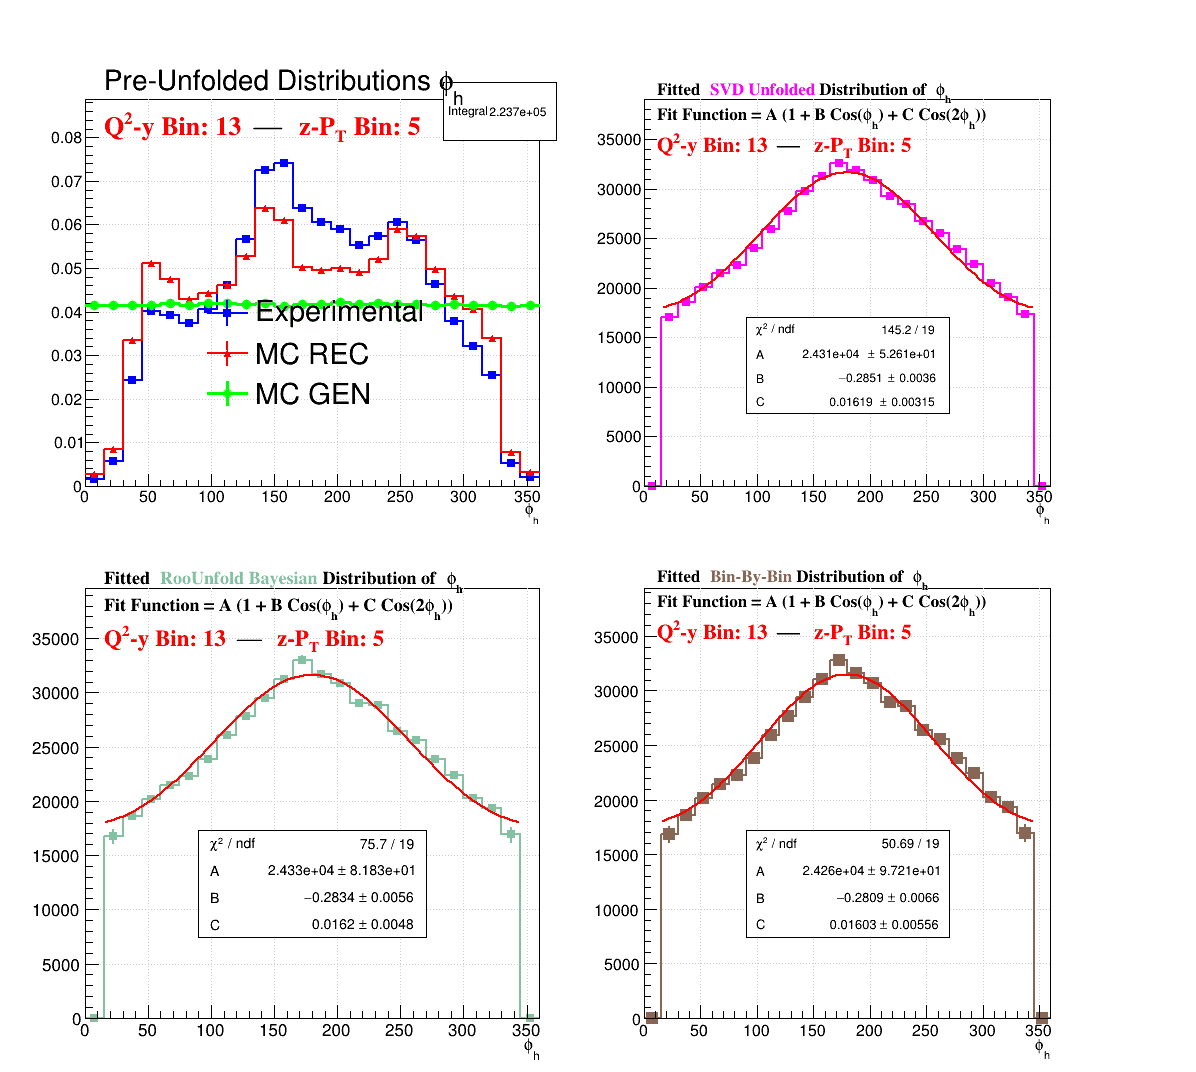 Pre-Unfolded Distributions ϕh
Integral 2.237e+05
Q²-y Bin: 13 — z-PT Bin: 5
0.08
0.07
0.06
0.05
0.04
0.03
0.02
0.01
0
Experimental
MC REC
MC GEN
0 50 100 150 200 250 300 350
ϕh
Fitted SVD Unfolded Distribution of ϕh
Fit Function = A (1 + B Cos(ϕh) + C Cos(2ϕh))
Q²-y Bin: 13 — z-PT Bin: 5
35000
30000
25000
20000
15000
10000
5000
0
χ² / ndf 145.2 / 19
A 2.431e+04 ± 5.261e+01
B −0.2851 ± 0.0036
C 0.01619 ± 0.00315
0 50 100 150 200 250 300 350
ϕh
Fitted RooUnfold Bayesian Distribution of ϕh
Fit Function = A (1 + B Cos(ϕh) + C Cos(2ϕh))
Q²-y Bin: 13 — z-PT Bin: 5
35000
30000
25000
20000
15000
10000
5000
0
χ² / ndf 75.7 / 19
A 2.433e+04 ± 8.183e+01
B −0.2834 ± 0.0056
C 0.0162 ± 0.0048
0 50 100 150 200 250 300 350
ϕh
Fitted Bin-By-Bin Distribution of ϕh
Fit Function = A (1 + B Cos(ϕh) + C Cos(2ϕh))
Q²-y Bin: 13 — z-PT Bin: 5
35000
30000
25000
20000
15000
10000
5000
0
χ² / ndf 50.69 / 19
A 2.426e+04 ± 9.721e+01
B −0.2809 ± 0.0066
C 0.01603 ± 0.00556
0 50 100 150 200 250 300 350
ϕh